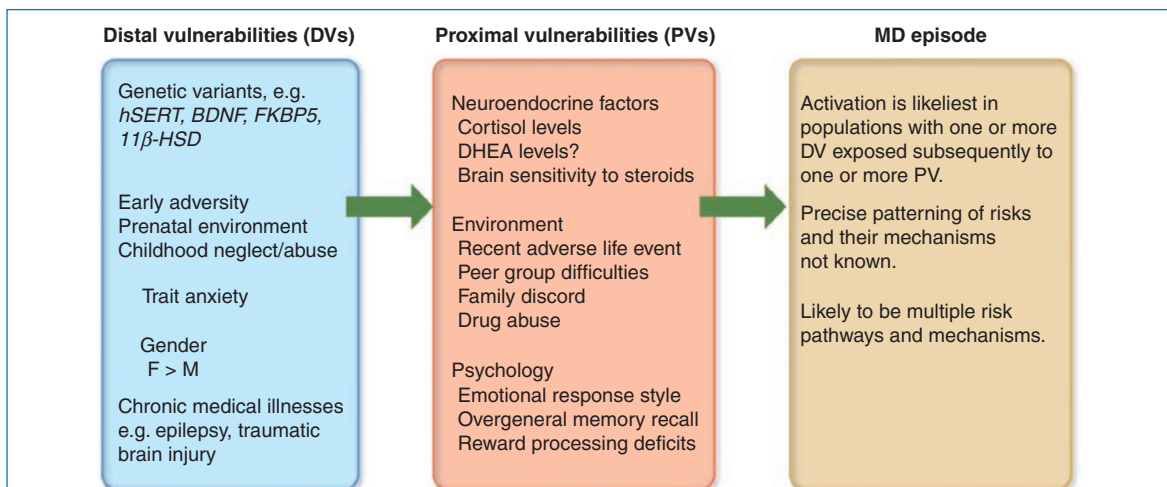 Distal vulnerabilities (DVs)
Genetic variants, e.g.
hSERT, BDNF, FKBP5,
11β-HSD
Early adversity
Prenatal environment
Childhood neglect/abuse
Trait anxiety
Gender
F > M
Chronic medical illnesses
e.g. epilepsy, traumatic
brain injury
Proximal vulnerabilities (PVs)
Neuroendocrine factors
Cortisol levels
DHEA levels?
Brain sensitivity to steroids
Environment
Recent adverse life event
Peer group difficulties
Family discord
Drug abuse
Psychology
Emotional response style
Overgeneral memory recall
Reward processing deficits
MD episode
Activation is likeliest in
populations with one or more
DV exposed subsequently to
one or more PV.
Precise patterning of risks
and their mechanisms
not known.
Likely to be multiple risk
pathways and mechanisms.